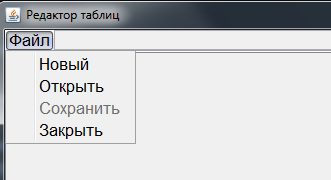 Редактор таблиц
Файл
Новый
Открыть
Сохранить
Закрыть